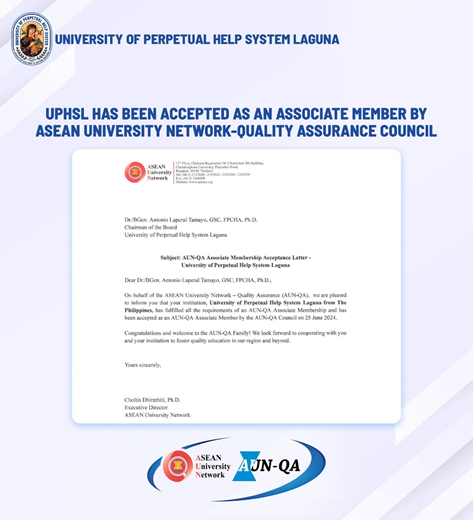 UNIVERSITY OF PERPETUAL HELP SYSTEM LAGUNA
UPHSL HAS BEEN ACCEPTED AS AN ASSOCIATE MEMBER BY
ASEAN UNIVERSITY NETWORK-QUALITY ASSURANCE COUNCIL
ASEAN
University
Network
Dr./BGen. Antonio Laperal Tamayo, GSC, FPCHA, Ph.D.
Chairman of the Board
University of Perpetual Help System Laguna
Subject: AUN-QA Associate Membership Acceptance Letter -
University of Perpetual Help System Laguna
Dear Dr./BGen. Antonio Laperal Tamayo, GSC, FPCHA, Ph.D.,
On behalf of the ASEAN University Network – Quality Assurance (AUN-QA), we are pleased
to inform you that your institution, University of Perpetual Help System Laguna from The
Philippines, has fulfilled all the requirements of an AUN-QA Associate Membership and has
been accepted as an AUN-QA Associate Member by the AUN-QA Council on 25 June 2024.
Congratulations and welcome to the AUN-QA Family! We look forward to cooperating with you
and your institution to foster quality education in our region and beyond.
Yours sincerely,
Choltis Dhirathiti, Ph.D.
Executive Director
ASEAN University Network
ASEAN
University
Network
AUN-QA